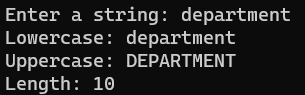 Enter a string: department
Lowercase: department
Uppercase: DEPARTMENT
Length: 10